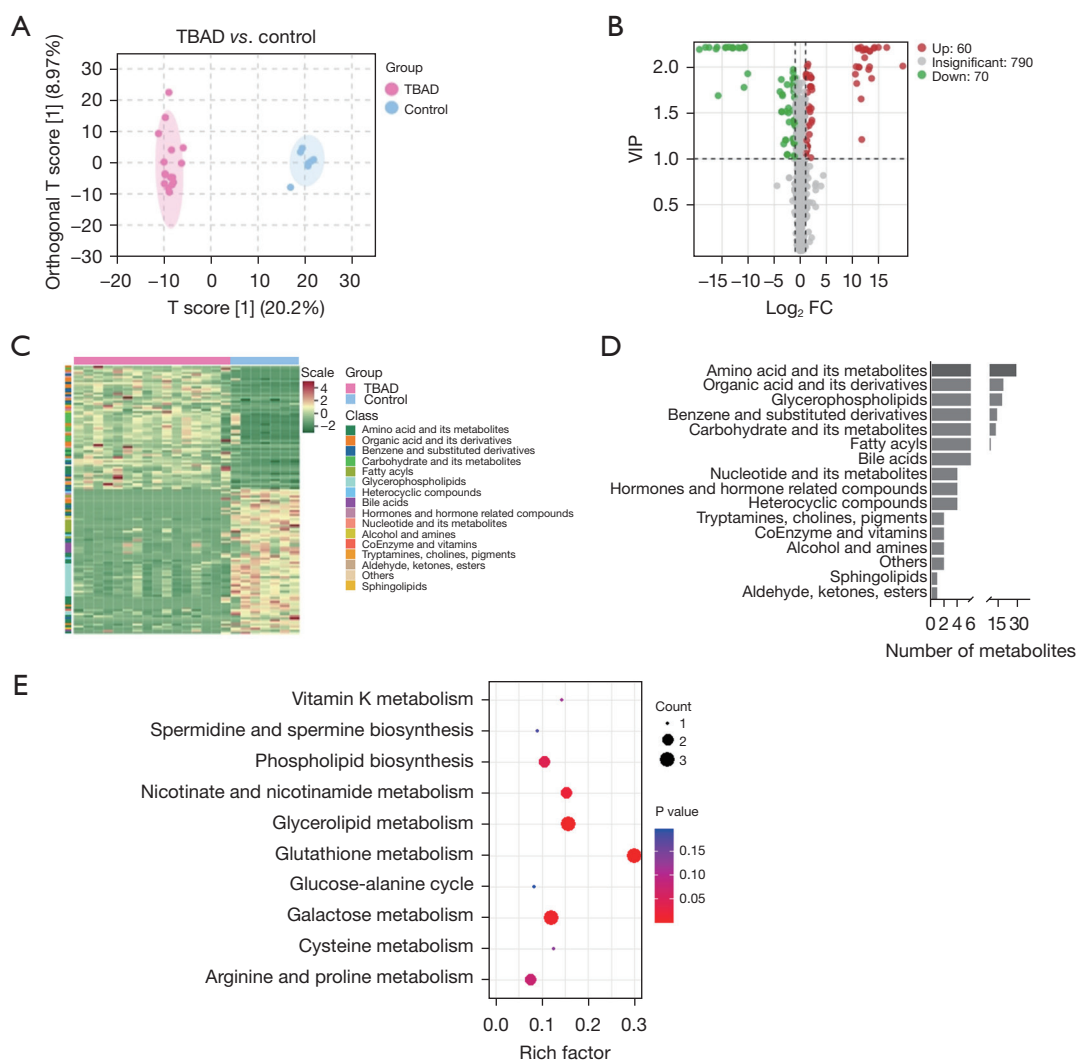 A
TBAD vs. control
Orthogonal T score [1] (8.97%)
30
20
10
0
−10
−20
−30
−20
−10
0
10
20
30
T score [1] (20.2%)
Group
TBAD
Control
B
VIP
2.0
1.5
1.0
0.5
−15
−10
−5
0
5
10
15
Log₂ FC
Up: 60
Insignificant: 790
Down: 70
C
Scale
4
2
0
−2
Group
TBAD
Control
Class
Amino acid and its metabolites
Organic acid and its derivatives
Benzene and substituted derivatives
Carbohydrate and its metabolites
Fatty acyls
Glycerophospholipids
Heterocyclic compounds
Bile acids
Hormones and hormone related compounds
Nucleotide and its metabolites
Alcohol and amines
CoEnzyme and vitamins
Tryptamines, cholines, pigments
Aldehyde, ketones, esters
Others
Sphingolipids
D
Amino acid and its metabolites
Organic acid and its derivatives
Glycerophospholipids
Benzene and substituted derivatives
Carbohydrate and its metabolites
Fatty acyls
Bile acids
Nucleotide and its metabolites
Hormones and hormone related compounds
Heterocyclic compounds
Tryptamines, cholines, pigments
CoEnzyme and vitamins
Alcohol and amines
Others
Sphingolipids
Aldehyde, ketones, esters
0 2 4 6 15 30
Number of metabolites
E
Vitamin K metabolism
Spermidine and spermine biosynthesis
Phospholipid biosynthesis
Nicotinate and nicotinamide metabolism
Glycerolipid metabolism
Glutathione metabolism
Glucose-alanine cycle
Galactose metabolism
Cysteine metabolism
Arginine and proline metabolism
0.0 0.1 0.2 0.3
Rich factor
Count
1
2
3
P value
0.15
0.10
0.05